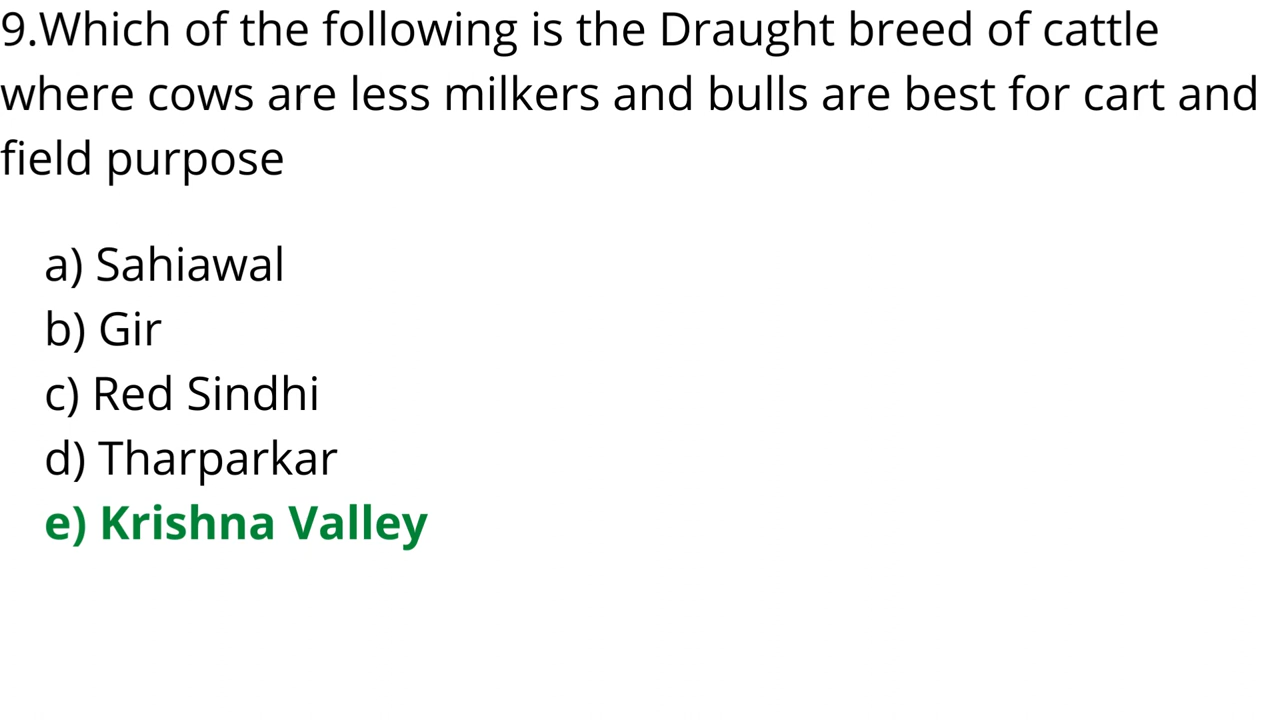 9.Which of the following is the Draught breed of cattle
where cows are less milkers and bulls are best for cart and
field purpose
a) Sahiawal
b) Gir
c) Red Sindhi
d) Tharparkar
e) Krishna Valley